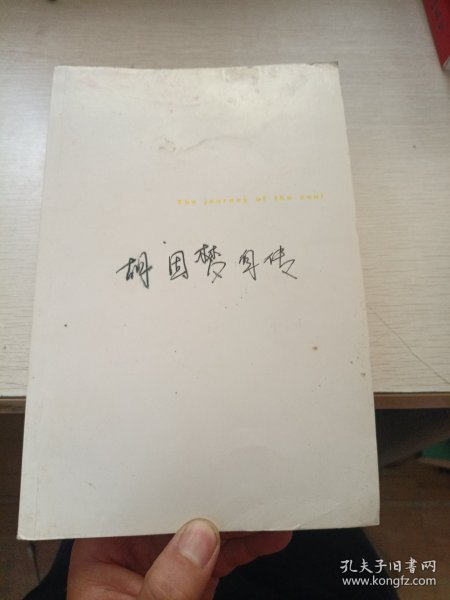 The journey of the soul
胡因梦自传
孔夫子旧书网
www.kongfz.com